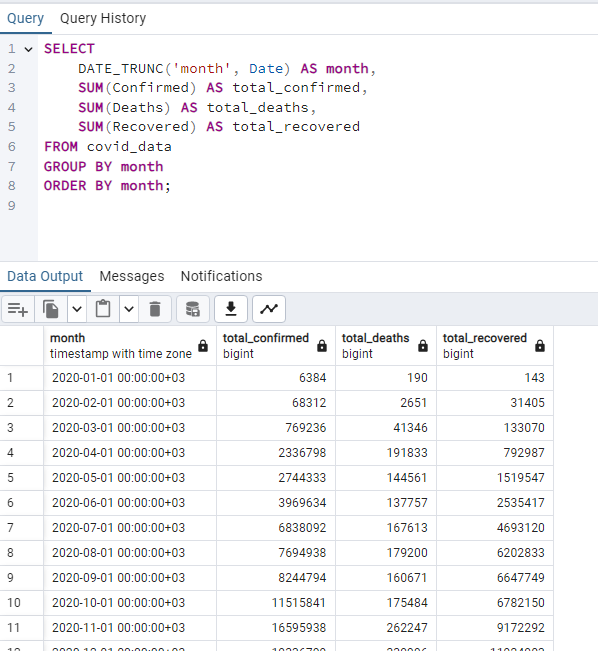 Query Query History
1 SELECT
2 DATE_TRUNC('month', Date) AS month,
3 SUM(Confirmed) AS total_confirmed,
4 SUM(Deaths) AS total_deaths,
5 SUM(Recovered) AS total_recovered
6 FROM covid_data
7 GROUP BY month
8 ORDER BY month;
9
Data Output Messages Notifications
month total_confirmed total_deaths total_recovered
timestamp with time zone bigint bigint bigint
1 2020-01-01 00:00:00+03 6384 190 143
2 2020-02-01 00:00:00+03 68312 2651 31405
3 2020-03-01 00:00:00+03 769236 41346 133070
4 2020-04-01 00:00:00+03 2336798 191833 792987
5 2020-05-01 00:00:00+03 2744333 144561 1519547
6 2020-06-01 00:00:00+03 3969634 137757 2535417
7 2020-07-01 00:00:00+03 6838092 167613 4693120
8 2020-08-01 00:00:00+03 7694938 179200 6202833
9 2020-09-01 00:00:00+03 8244794 160671 6647749
10 2020-10-01 00:00:00+03 11515841 175484 6782150
11 2020-11-01 00:00:00+03 16595938 262247 9172292